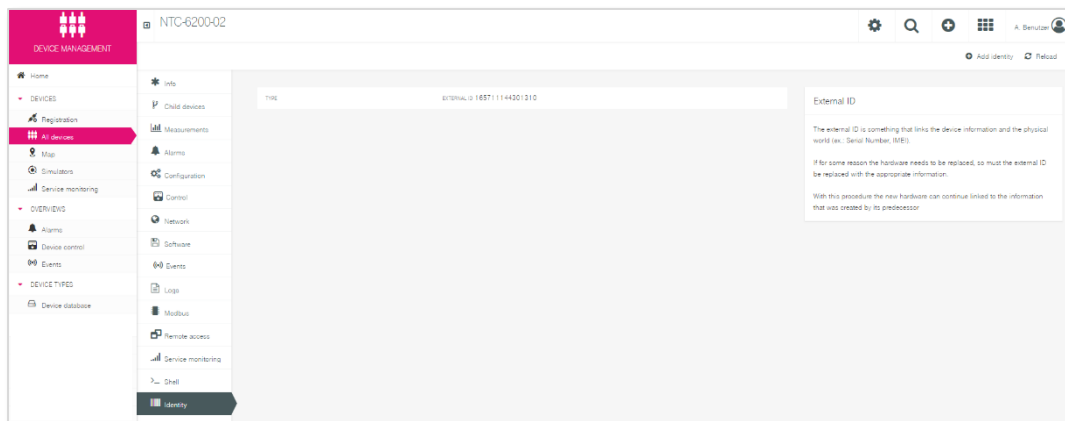 DEVICE MANAGEMENT
NTC-6200-02
A. Benutzer
Add identity
Reload
Home
DEVICES
Registration
All devices
Map
Simulators
Service monitoring
OVERVIEWS
Alarms
Device control
Events
DEVICE TYPES
Device database
Info
Child devices
Measurements
Alarms
Configuration
Control
Network
Software
Events
Logs
Modbus
Remote access
Service monitoring
Shell
Identity
TYPE
EXTERNAL ID 165711144301310
External ID
The external ID is something that links the device information and the physical
world (ex.: Serial Number, IMEI).
If for some reason the hardware needs to be replaced, so must the external ID
be replaced with the appropriate information.
With this procedure the new hardware can continue linked to the information
that was created by its predecessor